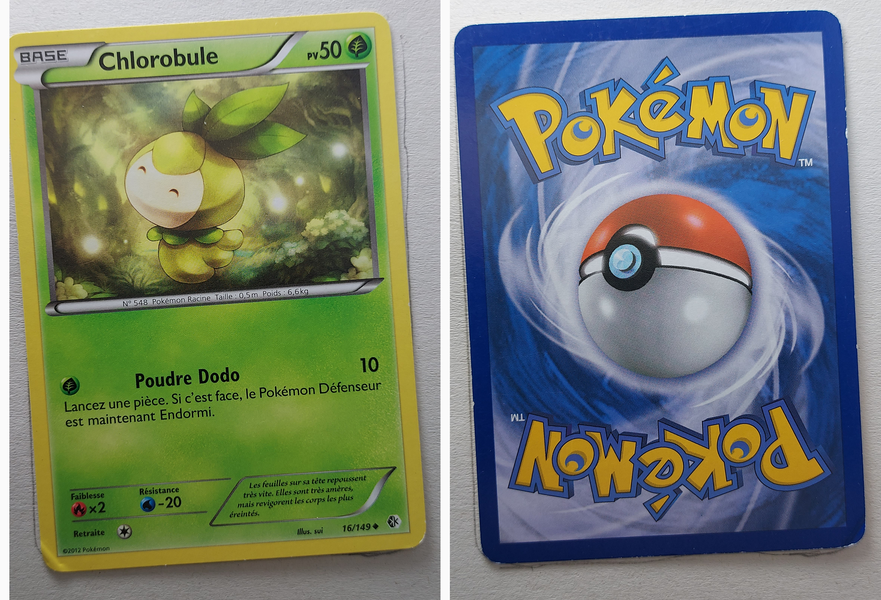 BASE
Chlorobule
PV50
N° 548 Pokémon Racine Taille : 0,5m Poids : 6,6kg
Poudre Dodo 10
Lancez une pièce. Si c'est face, le Pokémon Défenseur
est maintenant Endormi.
Faiblesse
×2
Résistance
-20
Retraite
Les feuilles sur sa tête repoussent
très vite. Elles sont très amères,
mais revigorent les corps les plus
éreintés.
Illus. sui
16/149
©2012 Pokémon
POKéMON
TM
POKéMON
TM